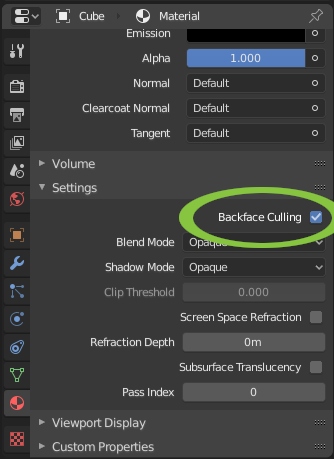 Cube > Material
Emission
Alpha 1.000
Normal Default
Clearcoat Normal Default
Tangent Default
Volume
Settings
Backface Culling
Blend Mode Opaque
Shadow Mode Opaque
Clip Threshold 0.000
Screen Space Refraction
Refraction Depth 0m
Subsurface Translucency
Pass Index 0
Viewport Display
Custom Properties